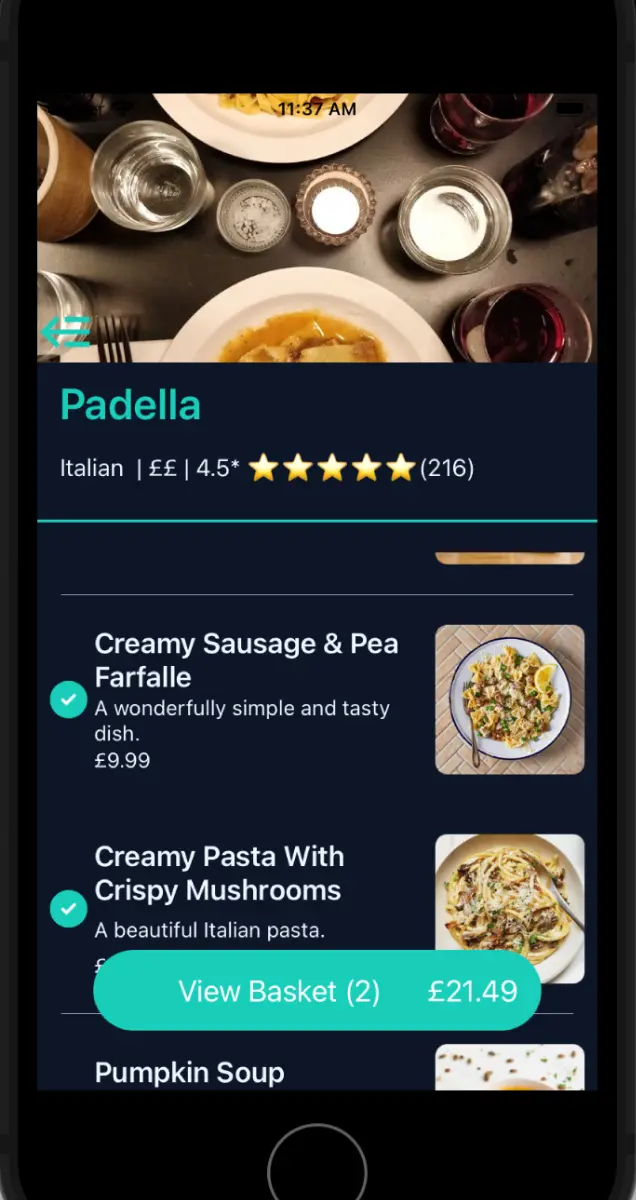 11:37 AM
Padella
Italian | ££ | 4.5* ⭐⭐⭐⭐⭐(216)
Creamy Sausage & Pea
Farfalle
A wonderfully simple and tasty
dish.
£9.99
Creamy Pasta With
Crispy Mushrooms
A beautiful Italian pasta.
View Basket (2) £21.49
Pumpkin Soup